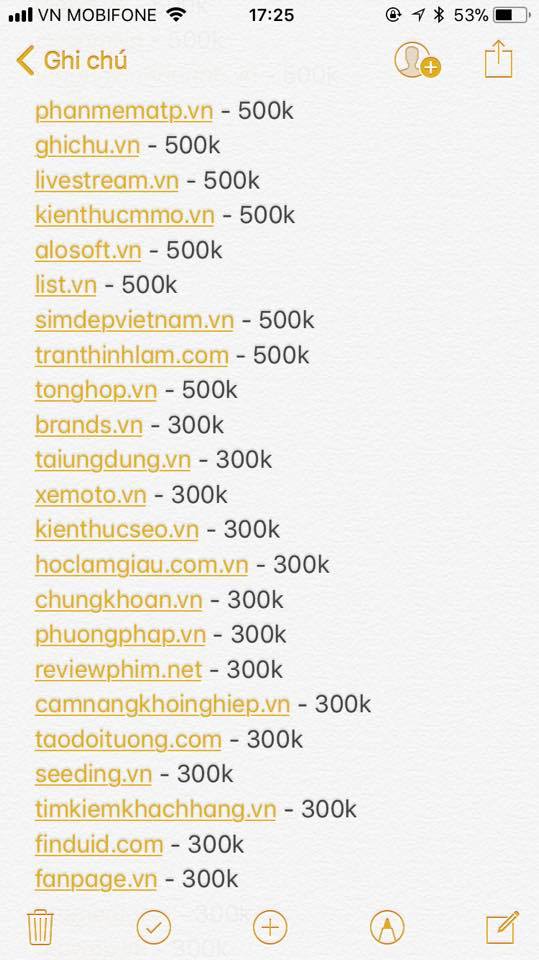 VN MOBIFONE 17:25 53%
Ghi chú
phanmematp.vn - 500k
ghichu.vn - 500k
livestream.vn - 500k
kienthucmmo.vn - 500k
alosoft.vn - 500k
list.vn - 500k
simdepvietnam.vn - 500k
tranthinhlam.com - 500k
tonghop.vn - 500k
brands.vn - 300k
taiungdung.vn - 300k
xemoto.vn - 300k
kienthucseo.vn - 300k
hoclamgiau.com.vn - 300k
chungkhoan.vn - 300k
phuongphap.vn - 300k
reviewphim.net - 300k
camnangkhoinghiep.vn - 300k
taodoituong.com - 300k
seeding.vn - 300k
timkiemkhachhang.vn - 300k
finduid.com - 300k
fanpage.vn - 300k